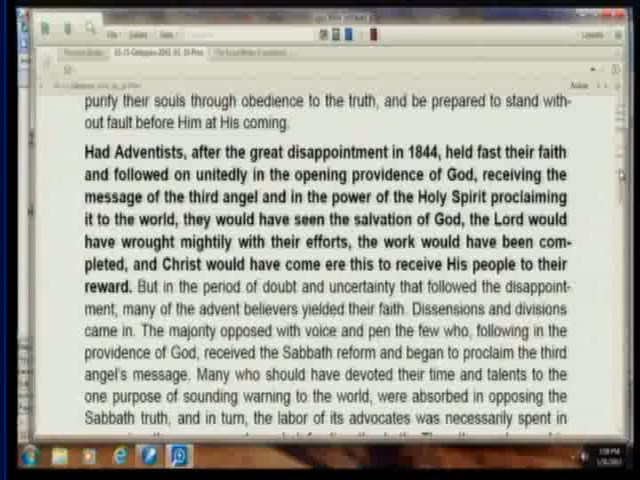 purify their souls through obedience to the truth, and be prepared to stand with-
out fault before Him at His coming.
Had Adventists, after the great disappointment in 1844, held fast their faith
and followed on unitedly in the opening providence of God, receiving the
message of the third angel and in the power of the Holy Spirit proclaiming
it to the world, they would have seen the salvation of God, the Lord would
have wrought mightily with their efforts, the work would have been com-
pleted, and Christ would have come ere this to receive His people to their
reward. But in the period of doubt and uncertainty that followed the disappoint-
ment, many of the advent believers yielded their faith. Dissensions and divisions
came in. The majority opposed with voice and pen the few who, following in the
providence of God, received the Sabbath reform and began to proclaim the third
angel's message. Many who should have devoted their time and talents to the
one purpose of sounding warning to the world, were absorbed in opposing the
Sabbath truth, and in turn, the labor of its advocates was necessarily spent in